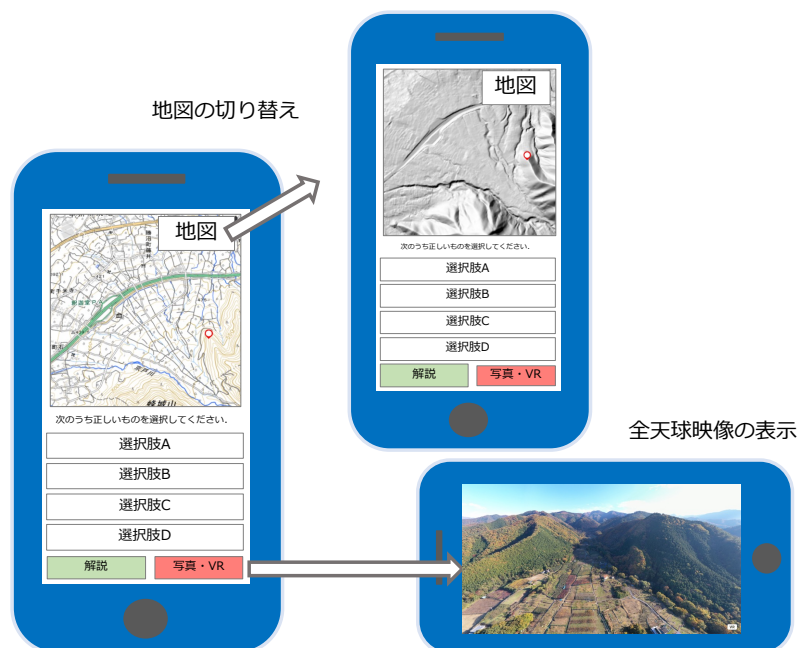 地図の切り替え
地図
次のうち正しいものを選択してください．
選択肢A
選択肢B
選択肢C
選択肢D
解説
写真・VR
地図
次のうち正しいものを選択してください．
選択肢A
選択肢B
選択肢C
選択肢D
解説
写真・VR
全天球映像の表示